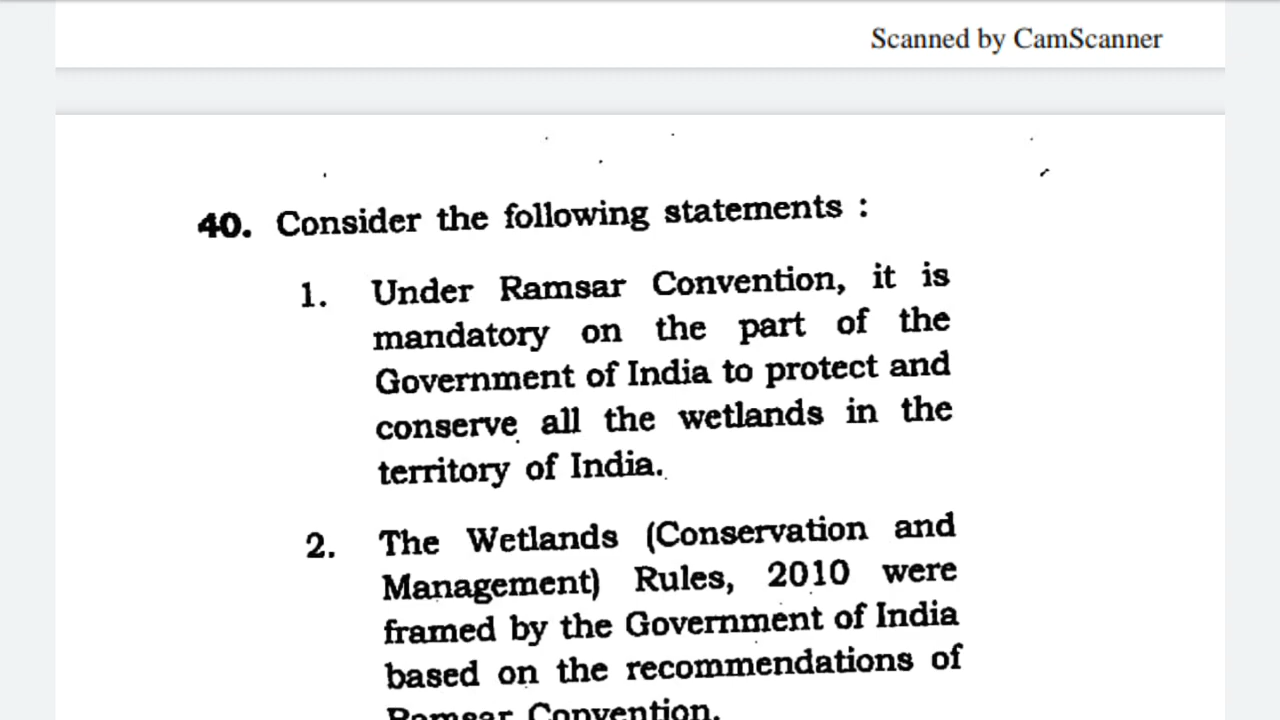 Scanned by CamScanner
40. Consider the following statements :
1. Under Ramsar Convention, it is
mandatory on the part of the
Government of India to protect and
conserve all the wetlands in the
territory of India.
2. The Wetlands (Conservation and
Management) Rules, 2010 were
framed by the Government of India
based on the recommendations of
Ramsar Convention.